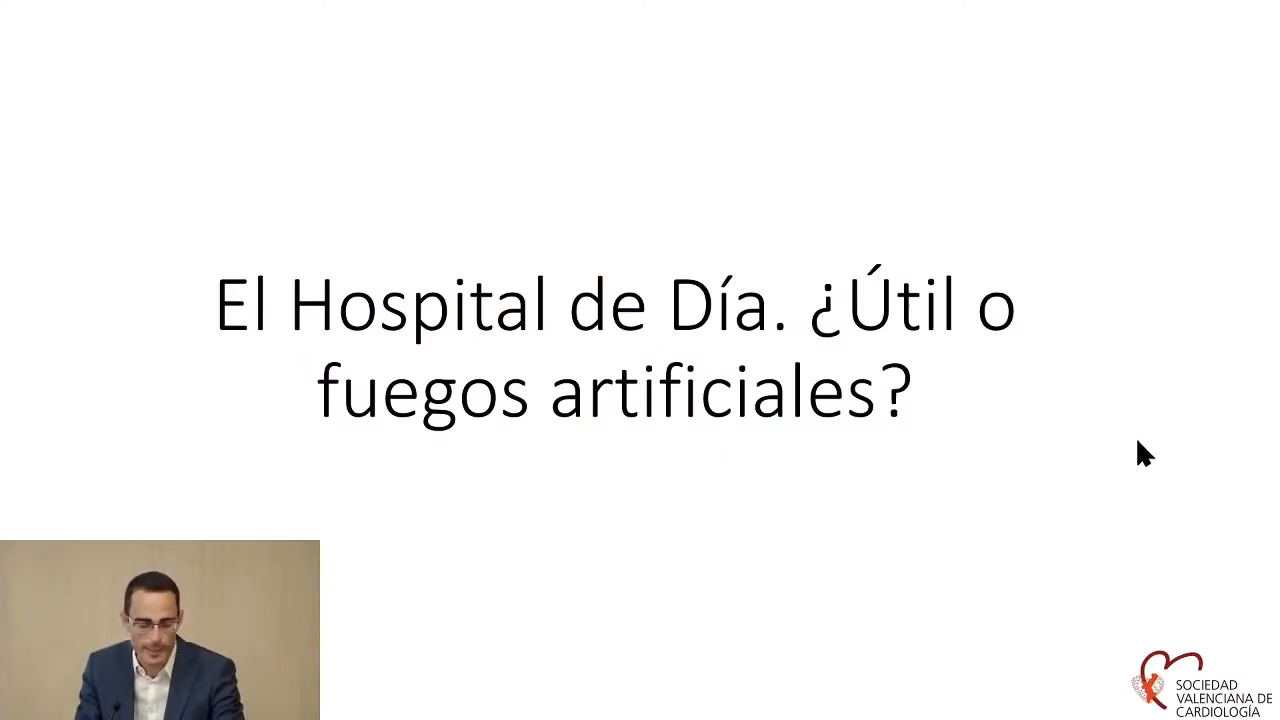 El Hospital de Día. ¿Útil o
fuegos artificiales?
SOCIEDAD
VALENCIANA DE
CARDIOLOGÍA